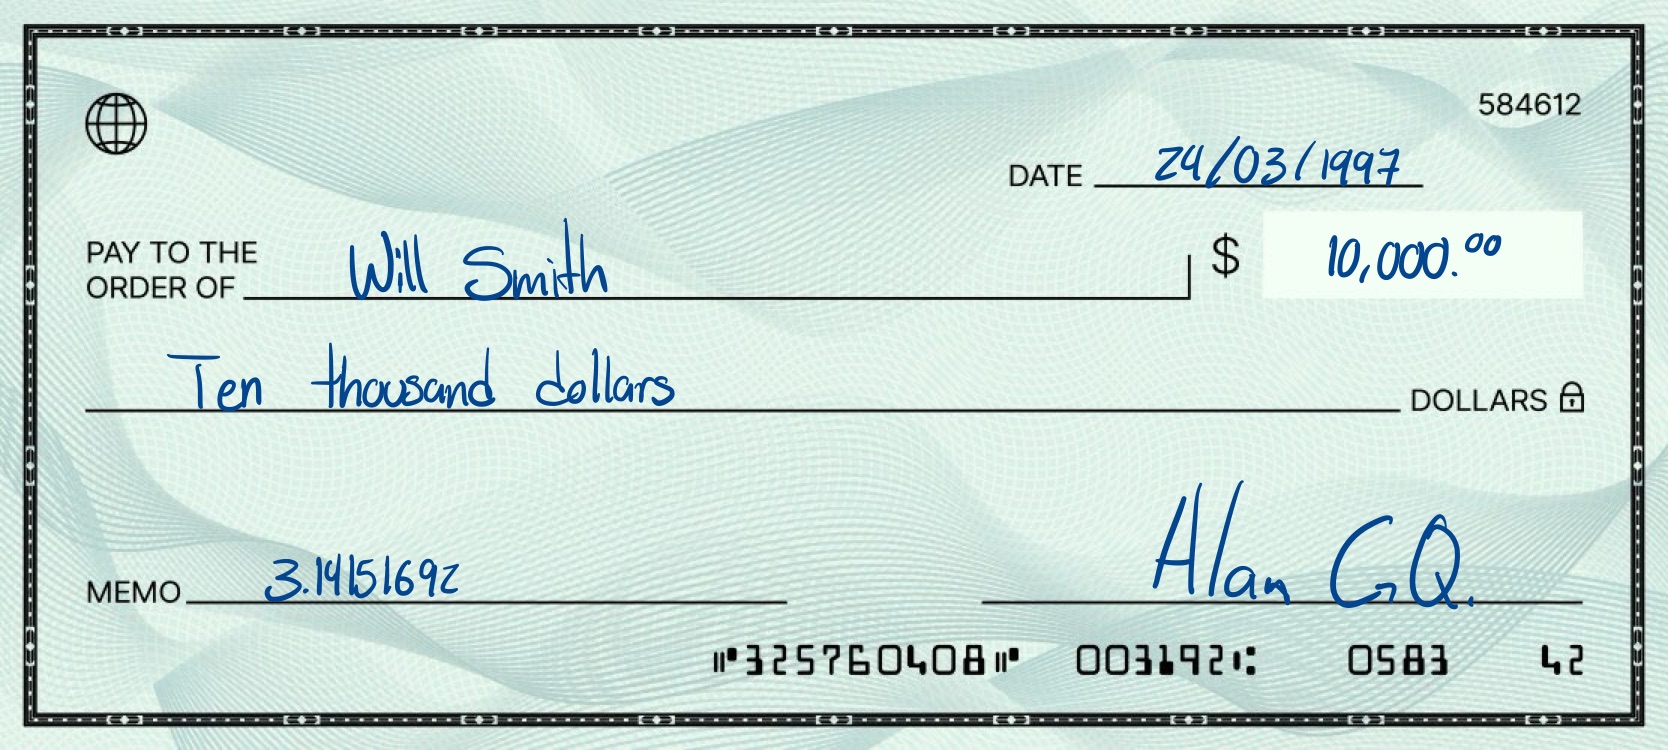 584612
DATE 24/03/1997
PAY TO THE
ORDER OF Will Smith $ 10,000.00
Ten thousand dollars DOLLARS
MEMO 3.14151692 Alan G.Q.
⑈325760408⑈ 003192⑆ 0583 42